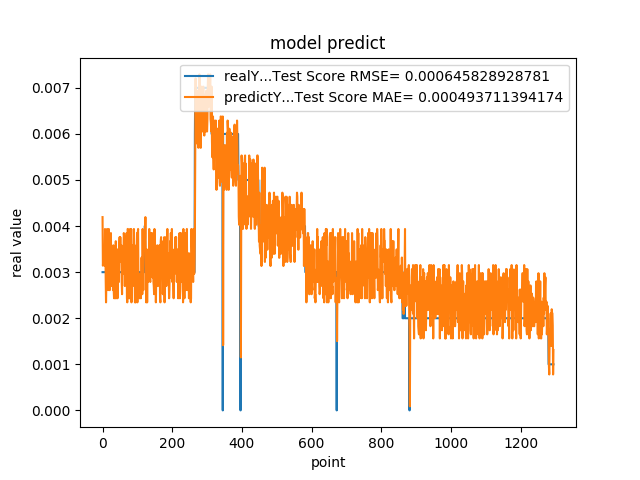 model predict
realY...Test Score RMSE= 0.000645828928781
predictY...Test Score MAE= 0.000493711394174
0.007
0.006
0.005
0.004
0.003
0.002
0.001
0.000
real value
0 200 400 600 800 1000 1200
point